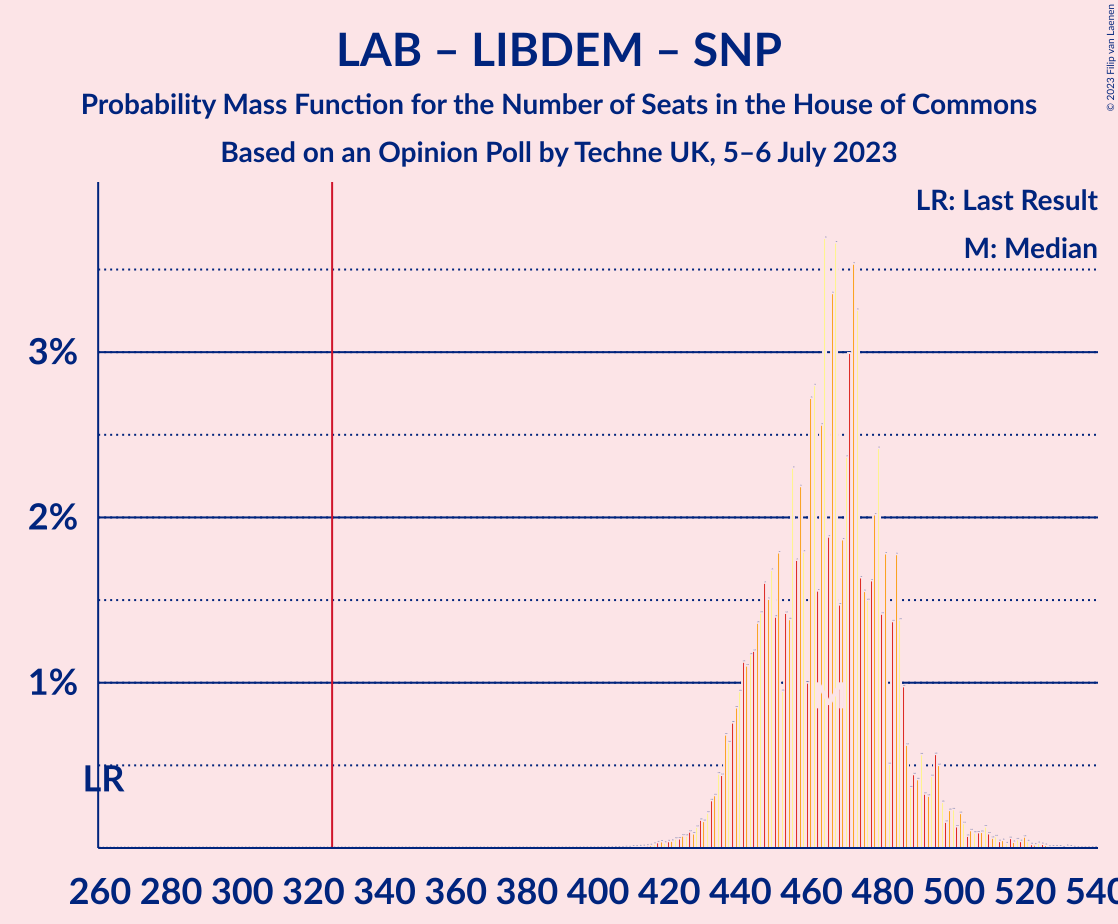 LAB – LIBDEM – SNP
Probability Mass Function for the Number of Seats in the House of Commons
Based on an Opinion Poll by Techne UK, 5–6 July 2023
© 2023 Filip van Laenen
LR: Last Result
M: Median
3%
2%
1%
LR
M
260 280 300 320 340 360 380 400 420 440 460 480 500 520 540